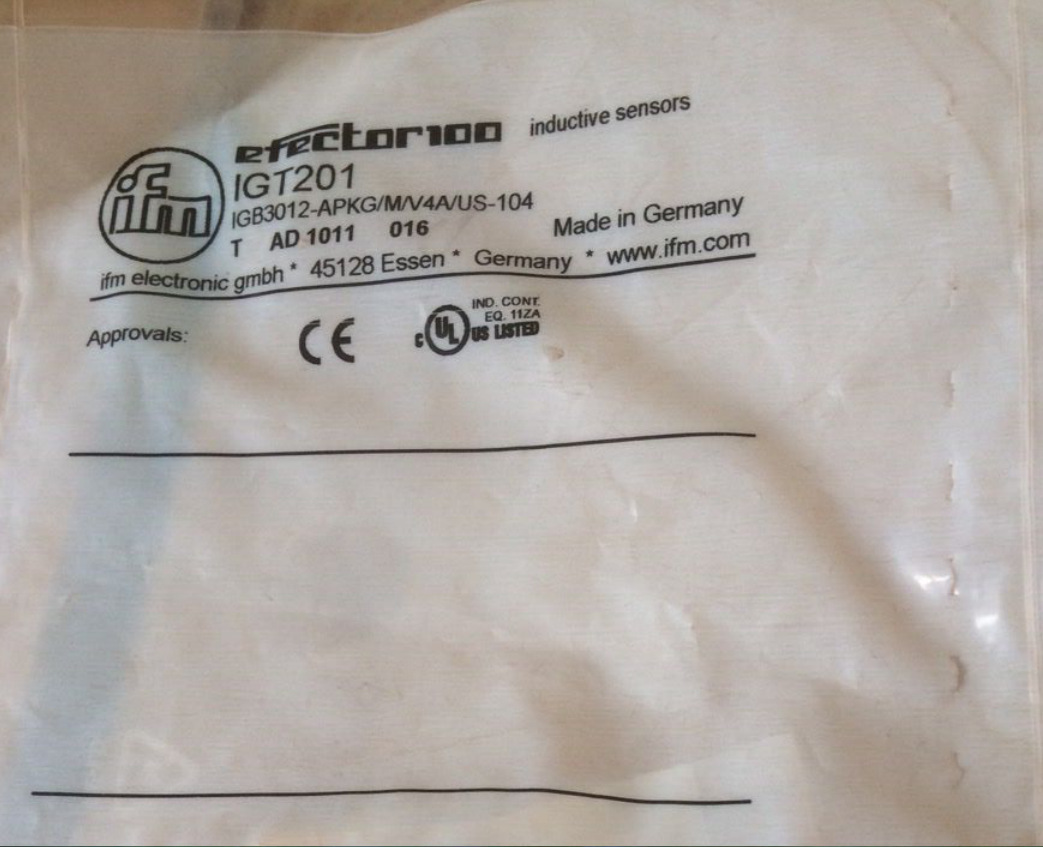 efector100 inductive sensors
ifm
IGT201
IGB3012-APKG/M/V4A/US-104
T AD 1011 016 Made in Germany
ifm electronic gmbh * 45128 Essen * Germany * www.ifm.com
Approvals: CE c UL US LISTED
IND. CONT.
EQ. 11ZA